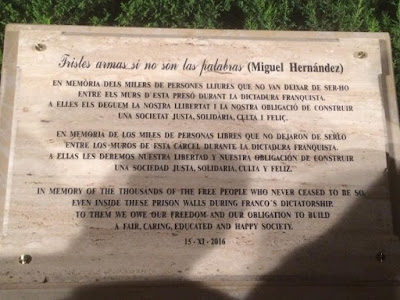 Tristes armas si no son las palabras (Miguel Hernández)
EN MEMÒRIA DELS MILERS DE PERSONES LLIURES QUE NO VAN DEIXAR DE SER-HO
ENTRE ELS MURS D'ESTA PRESÓ DURANT LA DICTADURA FRANQUISTA.
A ELLES ELS DEGUEM LA NOSTRA LLIBERTAT I LA NOSTRA OBLIGACIÓ DE CONSTRUIR
UNA SOCIETAT JUSTA, SOLIDÀRIA, CULTA I FELIÇ.
EN MEMORIA DE LOS MILES DE PERSONAS LIBRES QUE NO DEJARON DE SERLO
ENTRE LOS MUROS DE ESTA CÁRCEL DURANTE LA DICTADURA FRANQUISTA.
A ELLAS LES DEBEMOS NUESTRA LIBERTAD Y NUESTRA OBLIGACIÓN DE CONSTRUIR
UNA SOCIEDAD JUSTA, SOLIDARIA, CULTA Y FELIZ.
IN MEMORY OF THE THOUSANDS OF THE FREE PEOPLE WHO NEVER CEASED TO BE SO,
EVEN INSIDE THESE PRISON WALLS DURING FRANCO'S DICTATORSHIP.
TO THEM WE OWE OUR FREEDOM AND OUR OBLIGATION TO BUILD
A FAIR, CARING, EDUCATED AND HAPPY SOCIETY.
15-XI-2016